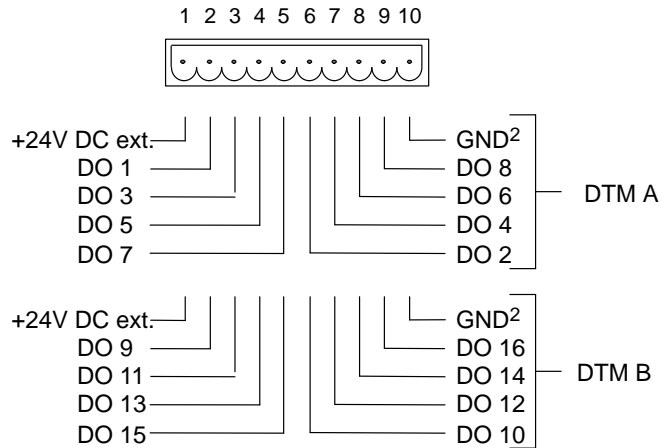 1 2 3 4 5 6 7 8 9 10
+24V DC ext. GND²
DO 1 DO 8
DO 3 DO 6 DTM A
DO 5 DO 4
DO 7 DO 2
+24V DC ext. GND²
DO 9 DO 16
DO 11 DO 14 DTM B
DO 13 DO 12
DO 15 DO 10